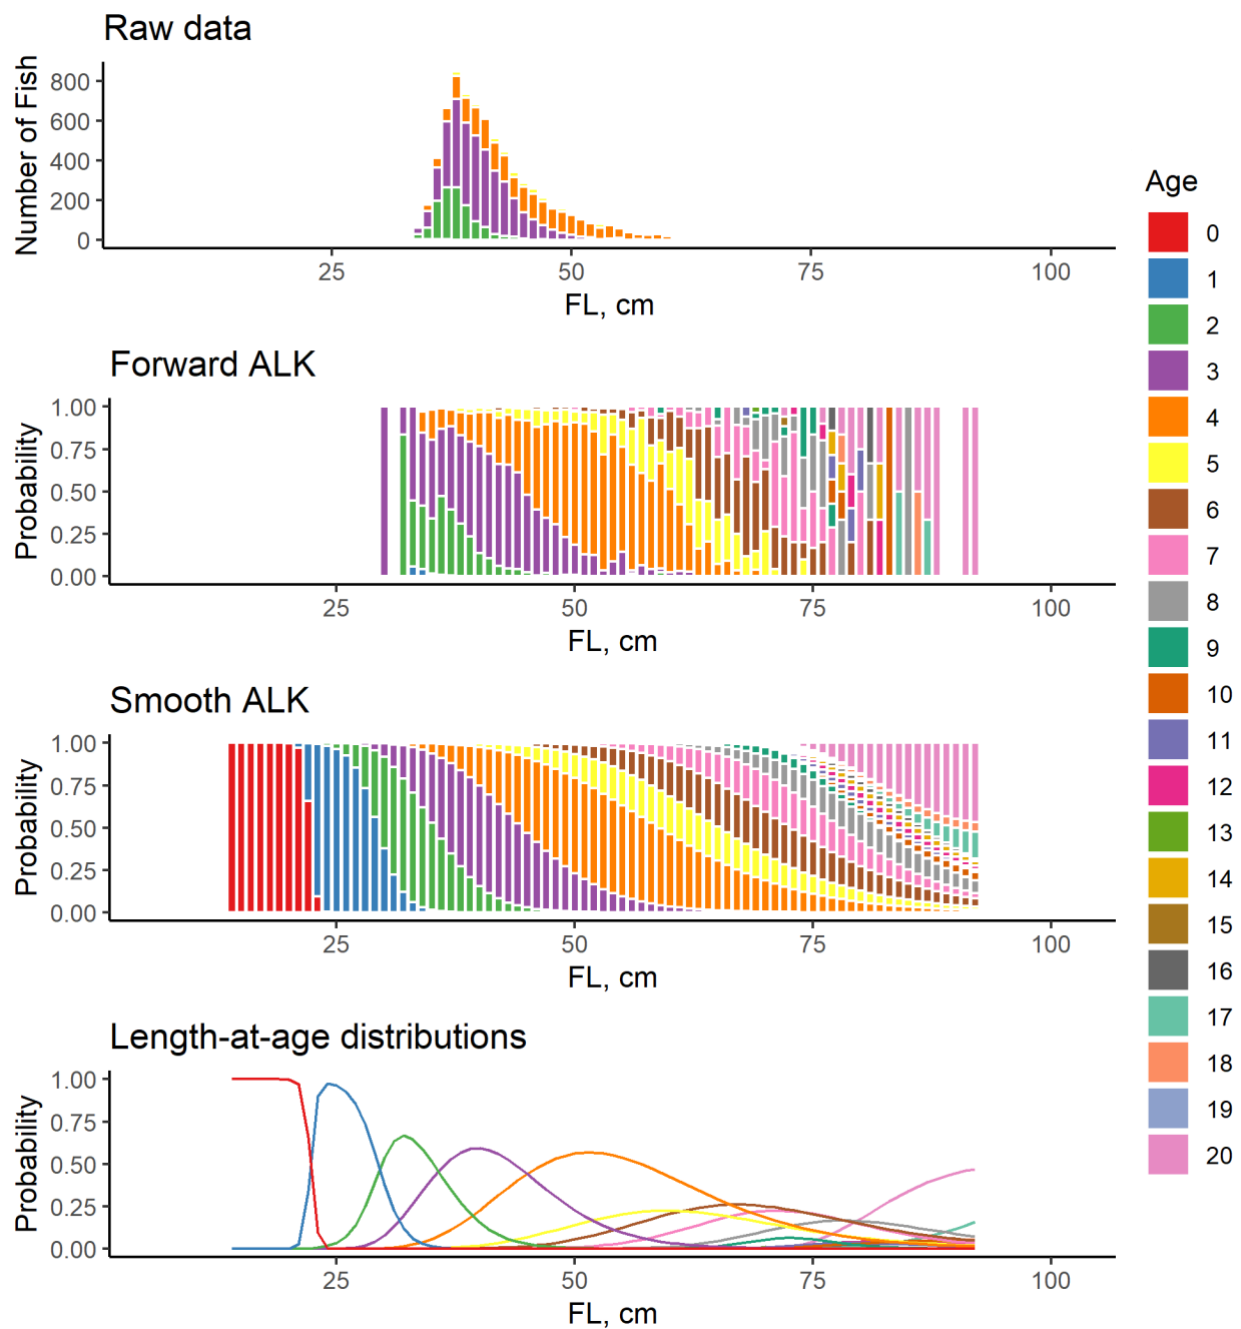 Raw data
Number of Fish
800
600
400
200
0
25 50 75 100
FL, cm
Forward ALK
Probability
1.00
0.75
0.50
0.25
0.00
25 50 75 100
FL, cm
Smooth ALK
Probability
1.00
0.75
0.50
0.25
0.00
25 50 75 100
FL, cm
Length-at-age distributions
Probability
1.00
0.75
0.50
0.25
0.00
25 50 75 100
FL, cm
Age
0
1
2
3
4
5
6
7
8
9
10
11
12
13
14
15
16
17
18
19
20